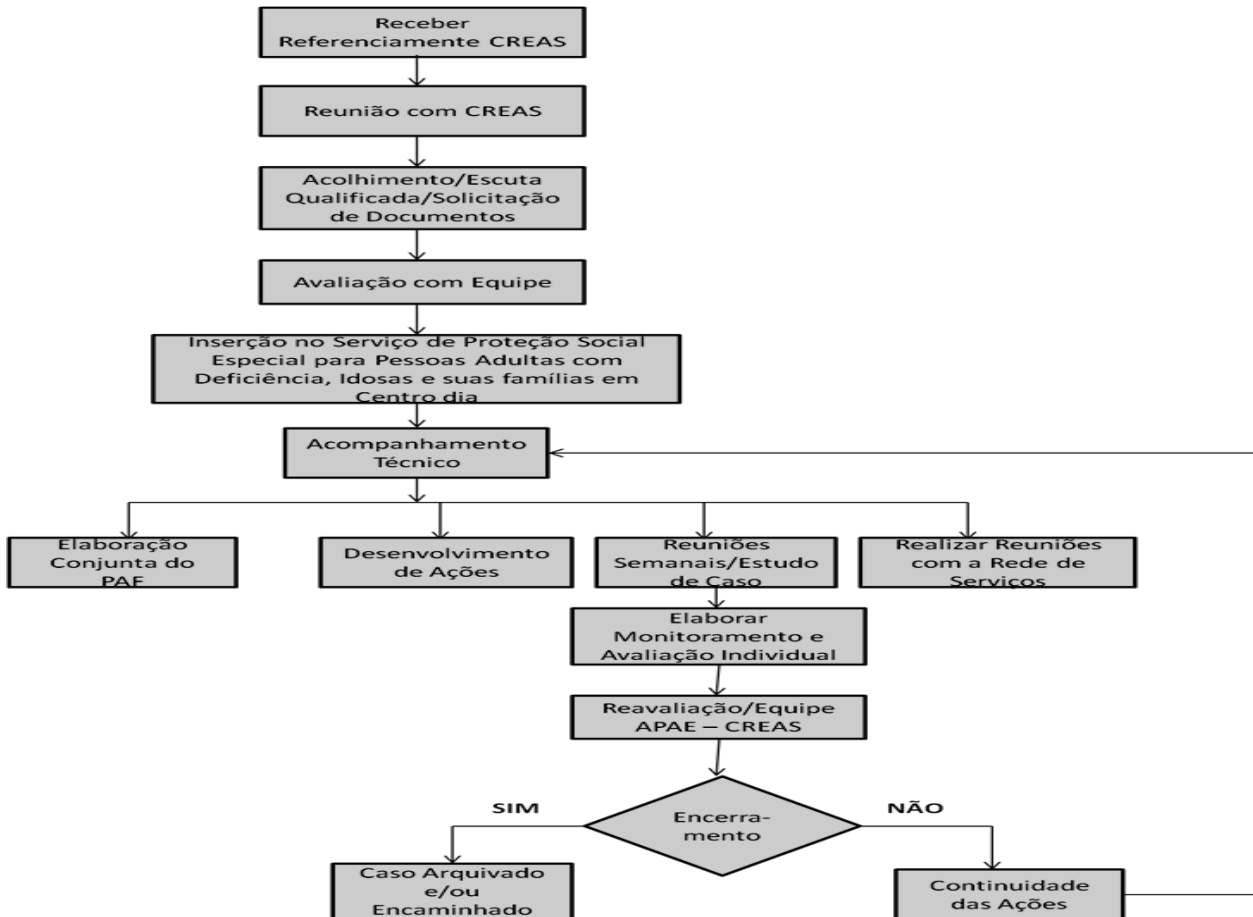 Receber
Referenciamente CREAS
Reunião com CREAS
Acolhimento/Escuta
Qualificada/Solicitação
de Documentos
Avaliação com Equipe
Inserção no Serviço de Proteção Social
Especial para Pessoas Adultas com
Deficiência, Idosas e suas famílias em
Centro dia
Acompanhamento
Técnico
Elaboração
Conjunta do
PAF
Desenvolvimento
de Ações
Reuniões
Semanais/Estudo
de Caso
Realizar Reuniões
com a Rede de
Serviços
Elaborar
Monitoramento e
Avaliação Individual
Reavaliação/Equipe
APAE – CREAS
Encerra-
mento
SIM
NÃO
Caso Arquivado
e/ou
Encaminhado
Continuidade
das Ações